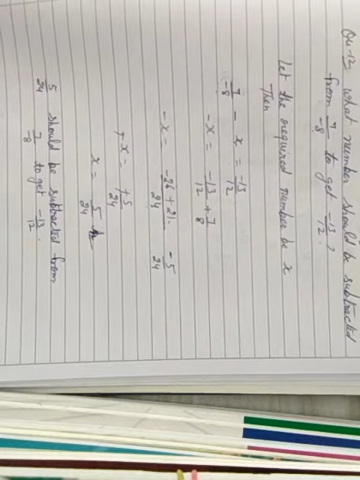 Qu-12) what number should be subtracted
from 7/-8 to get -13/12?
Let the required number be x
Then
7/-8 - x = -13/12
-x = -13/12 + 7/8
-x = -26+21/24 -5/24
+x = +5/24
x = 5/24
5/24 should be subtracted from
7/-8 to get -13/12.